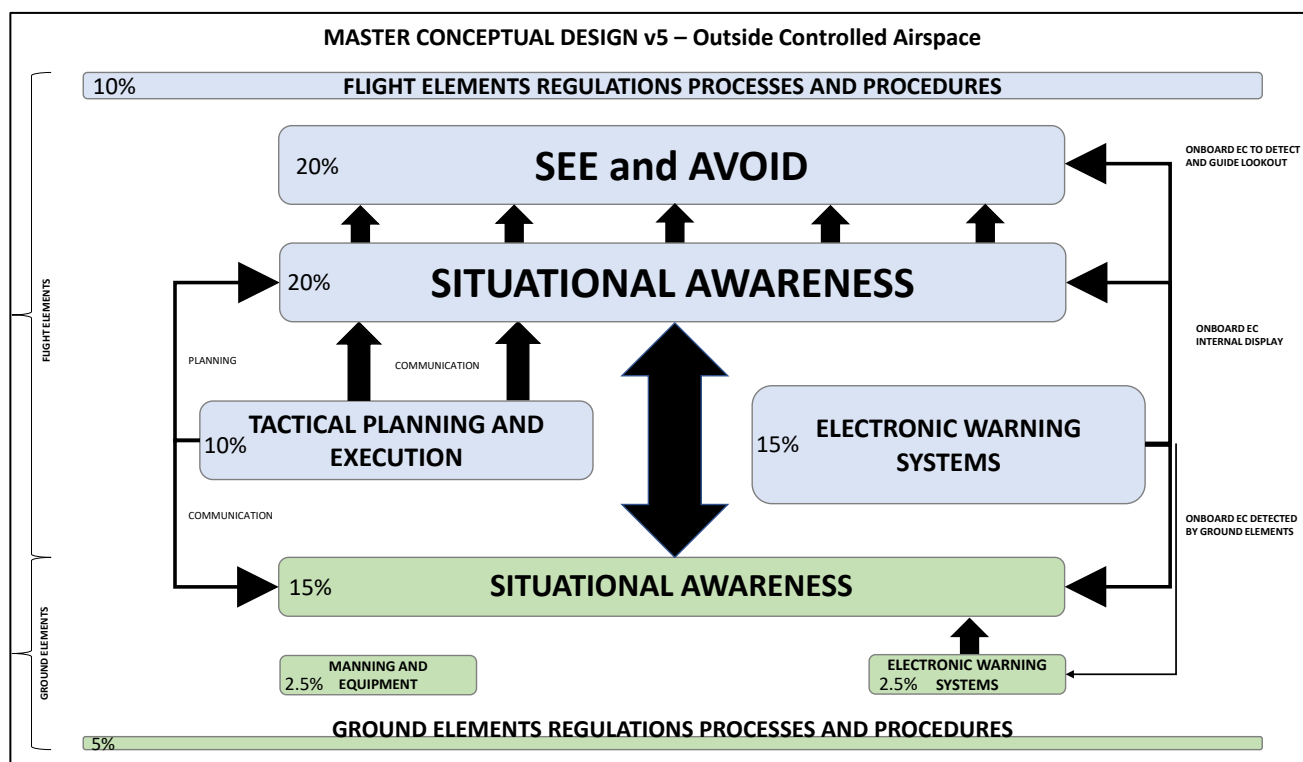 MASTER CONCEPTUAL DESIGN v5 – Outside Controlled Airspace
10%
FLIGHT ELEMENTS REGULATIONS PROCESSES AND PROCEDURES
20%
SEE and AVOID
ONBOARD EC TO DETECT
AND GUIDE LOOKOUT
20%
SITUATIONAL AWARENESS
FLIGHT ELEMENTS
PLANNING
COMMUNICATION
ONBOARD EC
INTERNAL DISPLAY
10%
TACTICAL PLANNING AND
EXECUTION
15%
ELECTRONIC WARNING
SYSTEMS
COMMUNICATION
ONBOARD EC DETECTED
BY GROUND ELEMENTS
15%
SITUATIONAL AWARENESS
GROUND ELEMENTS
2.5%
MANNING AND
EQUIPMENT
2.5%
ELECTRONIC WARNING
SYSTEMS
GROUND ELEMENTS REGULATIONS PROCESSES AND PROCEDURES
5%